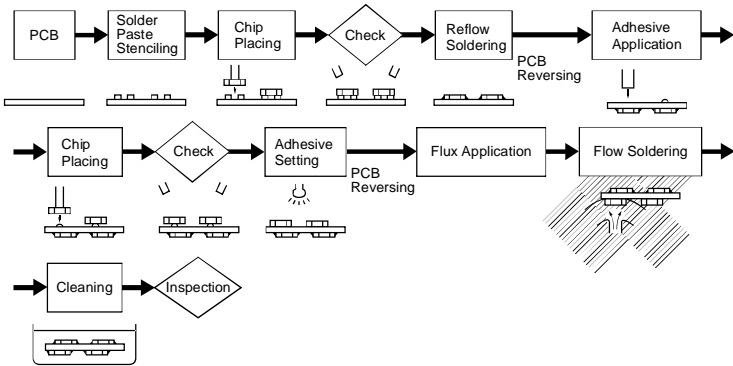 PCB
Solder
Paste
Stenciling
Chip
Placing
Check
Reflow
Soldering
PCB
Reversing
Adhesive
Application
Chip
Placing
Check
Adhesive
Setting
PCB
Reversing
Flux Application
Flow Soldering
Cleaning
Inspection